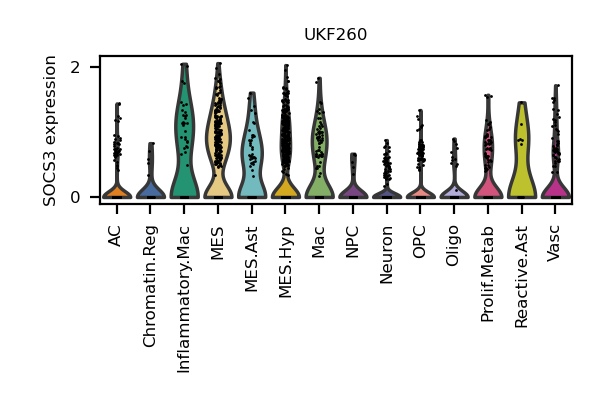 UKF260
SOCS3 expression
2
0
AC
Chromatin.Reg
Inflammatory.Mac
MES
MES.Ast
MES.Hyp
Mac
NPC
Neuron
OPC
Oligo
Prolif.Metab
Reactive.Ast
Vasc